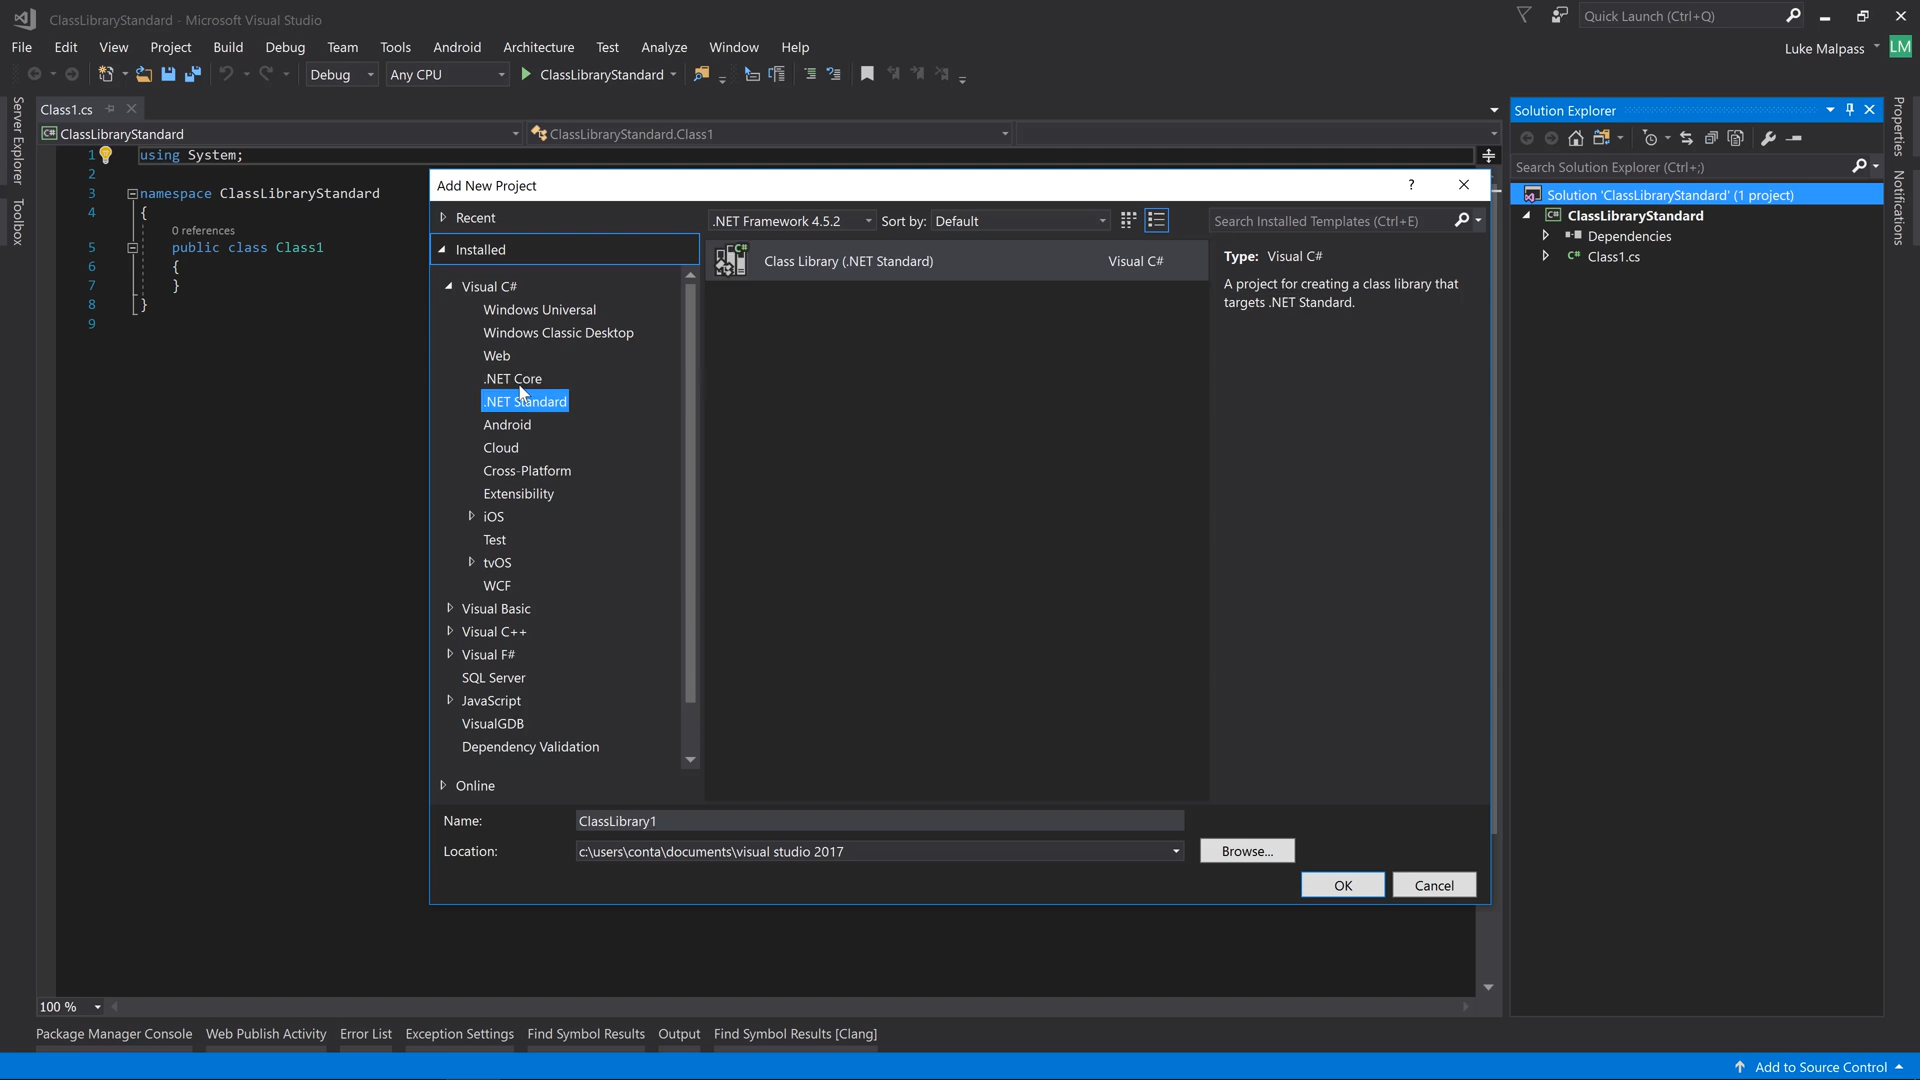 ClassLibraryStandard - Microsoft Visual Studio
Quick Launch (Ctrl+Q)
File Edit View Project Build Debug Team Tools Android Architecture Test Analyze Window Help
Luke Malpass LM
Debug Any CPU ClassLibraryStandard
Server Explorer
Toolbox
Class1.cs
C# ClassLibraryStandard ClassLibraryStandard.Class1
1 using System;
2
3 namespace ClassLibraryStandard
4 {
0 references
5 public class Class1
6 {
7 }
8 }
9
Add New Project ?
Recent
Installed
.NET Framework 4.5.2 Sort by: Default
Search Installed Templates (Ctrl+E)
Visual C#
Windows Universal
Windows Classic Desktop
Web
.NET Core
.NET Standard
Android
Cloud
Cross-Platform
Extensibility
iOS
Test
tvOS
WCF
Visual Basic
Visual C++
Visual F#
SQL Server
JavaScript
VisualGDB
Dependency Validation
Online
C# Class Library (.NET Standard) Visual C#
Type: Visual C#
A project for creating a class library that
targets .NET Standard.
Name: ClassLibrary1
Location: c:\users\conta\documents\visual studio 2017 Browse...
OK Cancel
Solution Explorer
Search Solution Explorer (Ctrl+;)
Solution 'ClassLibraryStandard' (1 project)
C# ClassLibraryStandard
Dependencies
C# Class1.cs
Properties
Notifications
100 %
Package Manager Console Web Publish Activity Error List Exception Settings Find Symbol Results Output Find Symbol Results [Clang]
Add to Source Control